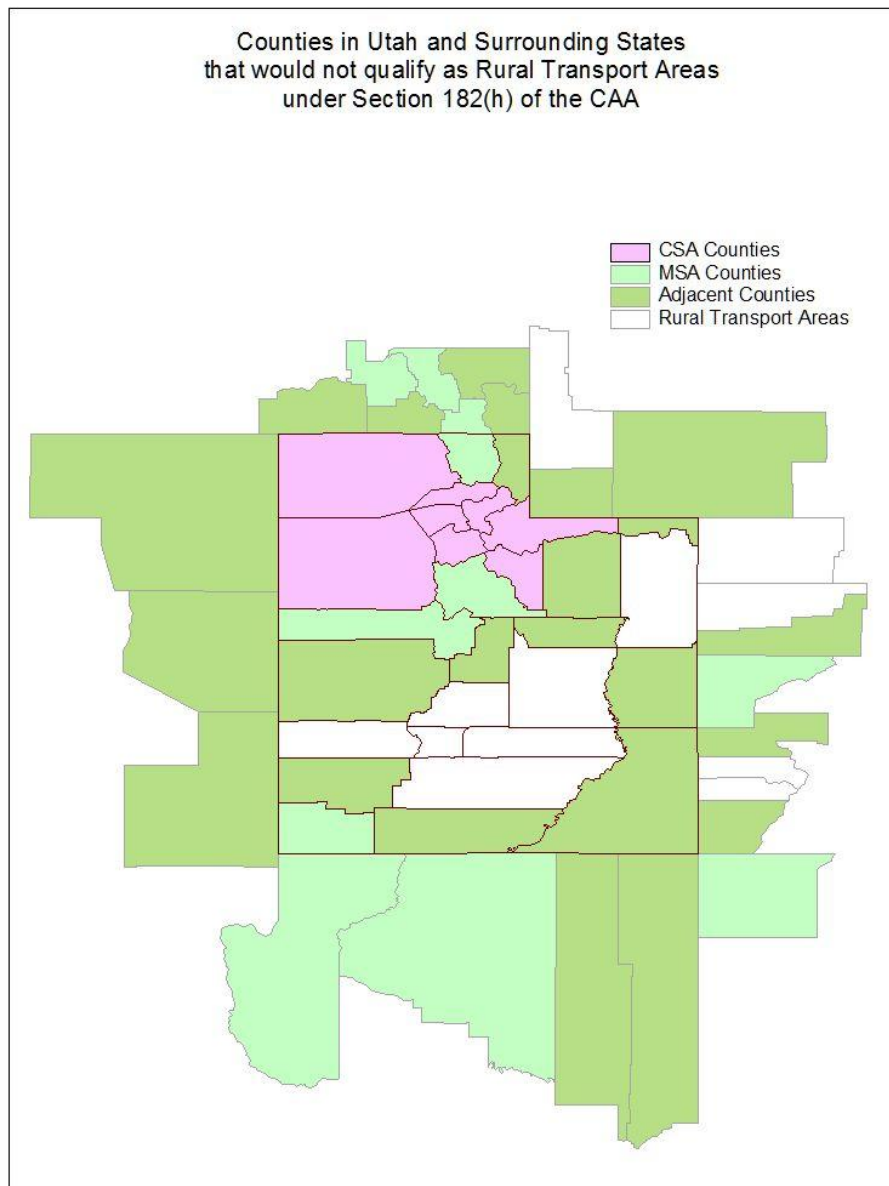 Counties in Utah and Surrounding States
that would not qualify as Rural Transport Areas
under Section 182(h) of the CAA
CSA Counties
MSA Counties
Adjacent Counties
Rural Transport Areas